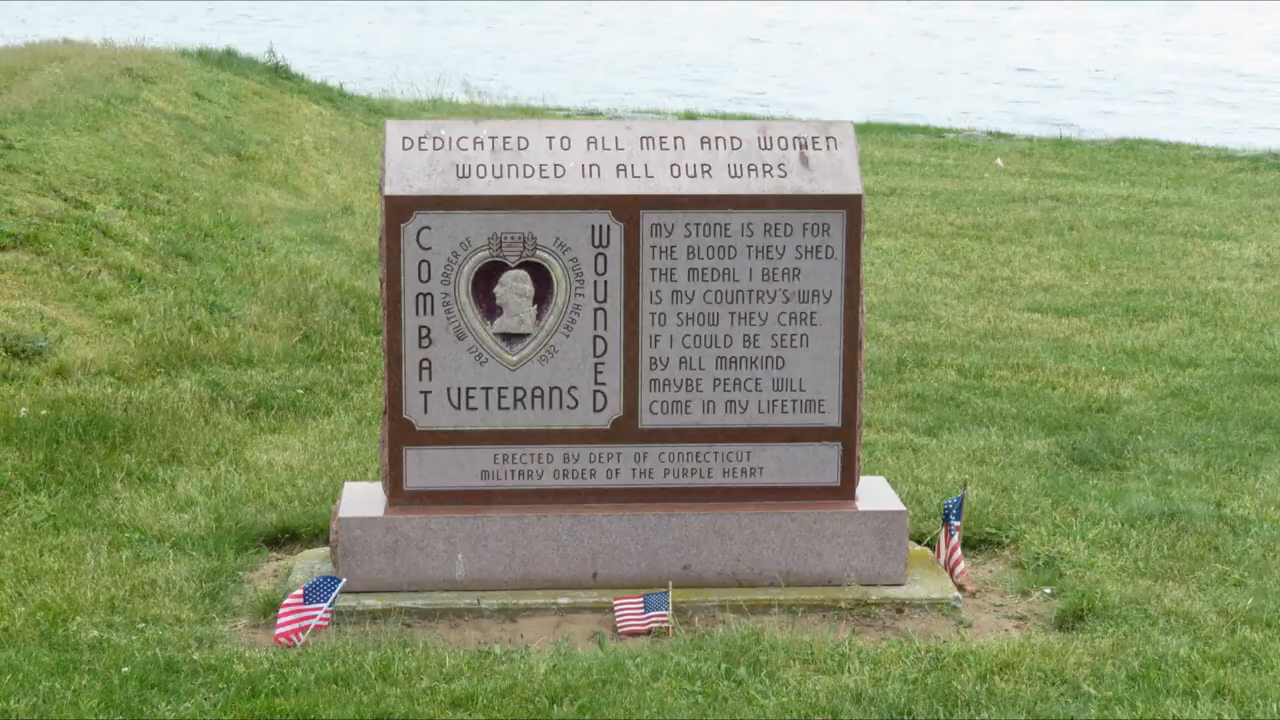 DEDICATED TO ALL MEN AND WOMEN
WOUNDED IN ALL OUR WARS
COMBAT
WOUNDED
VETERANS
MILITARY ORDER OF
THE PURPLE HEART
1782
1932
MY STONE IS RED FOR
THE BLOOD THEY SHED.
THE MEDAL I BEAR
IS MY COUNTRY'S WAY
TO SHOW THEY CARE.
IF I COULD BE SEEN
BY ALL MANKIND
MAYBE PEACE WILL
COME IN MY LIFETIME.
ERECTED BY DEPT OF CONNECTICUT
MILITARY ORDER OF THE PURPLE HEART